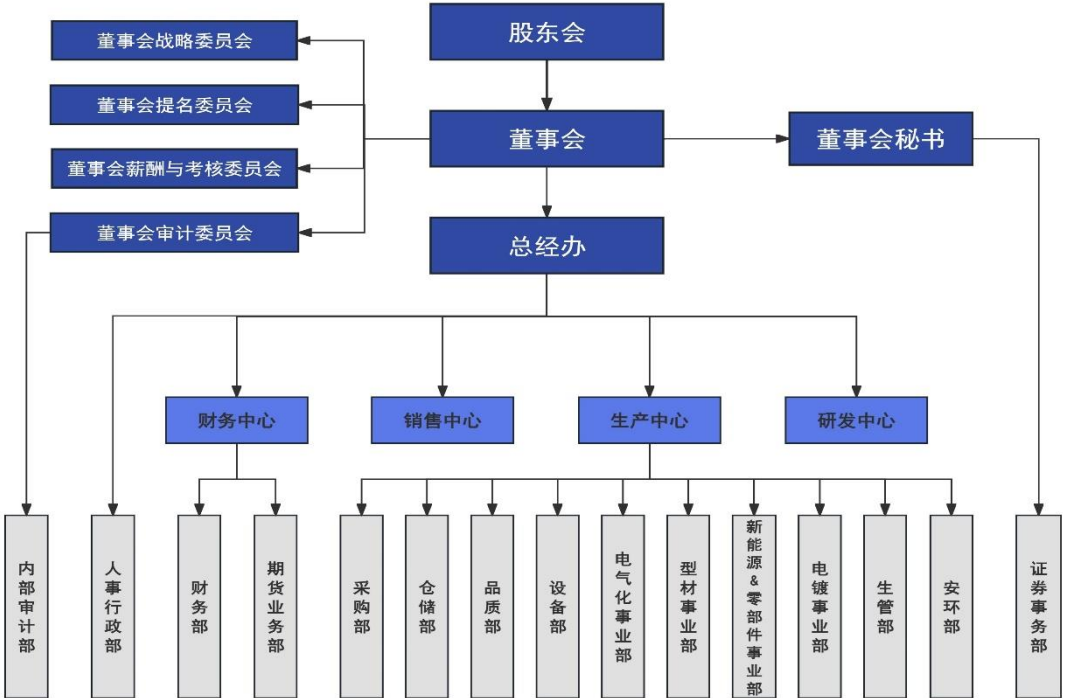 股东会
董事会战略委员会
董事会提名委员会
董事会
董事会秘书
董事会薪酬与考核委员会
董事会审计委员会
总经办
财务中心
销售中心
生产中心
研发中心
内部审计部
人事行政部
财务部
期货业务部
采购部
仓储部
品质部
设备部
电气化事业部
型材事业部
新能源&零部件事业部
电镀事业部
生管部
安环部
证券事务部